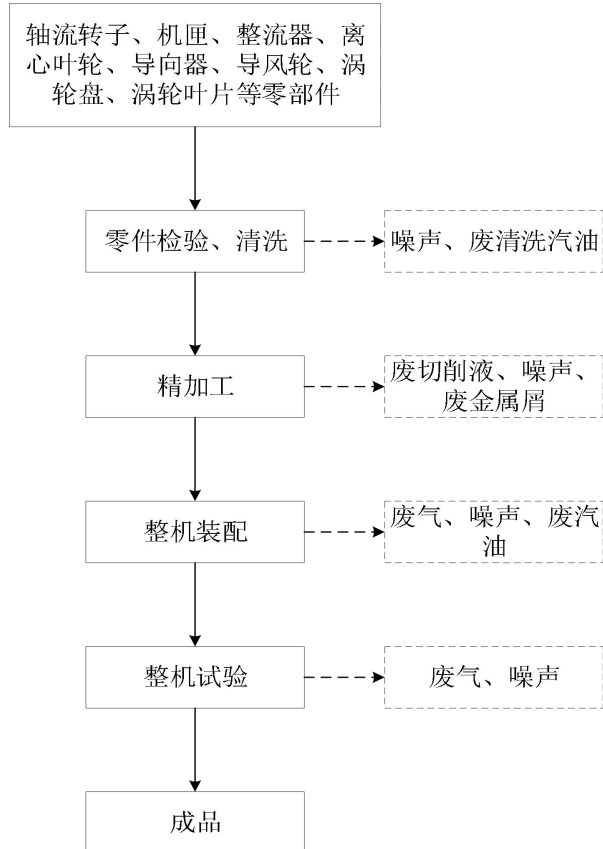 轴流转子、机匣、整流器、离
心叶轮、导向器、导风轮、涡
轮盘、涡轮叶片等零部件
零件检验、清洗
噪声、废清洗汽油
精加工
废切削液、噪声、
废金属屑
整机装配
废气、噪声、废汽
油
整机试验
废气、噪声
成品